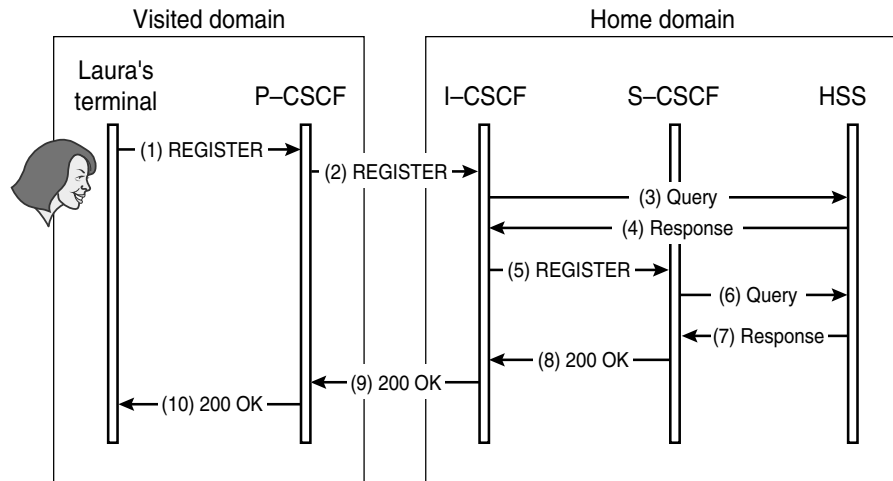 Visited domain
Home domain
Laura's
terminal
P–CSCF
I–CSCF
S–CSCF
HSS
(1) REGISTER
(2) REGISTER
(3) Query
(4) Response
(5) REGISTER
(6) Query
(7) Response
(8) 200 OK
(9) 200 OK
(10) 200 OK